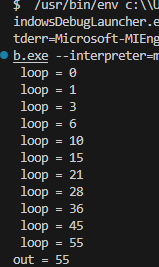 $ /usr/bin/env c:\\U
indowsDebugLauncher.e
tderr=Microsoft-MIEng
b.exe --interpreter=m
loop = 0
loop = 1
loop = 3
loop = 6
loop = 10
loop = 15
loop = 21
loop = 28
loop = 36
loop = 45
loop = 55
out = 55